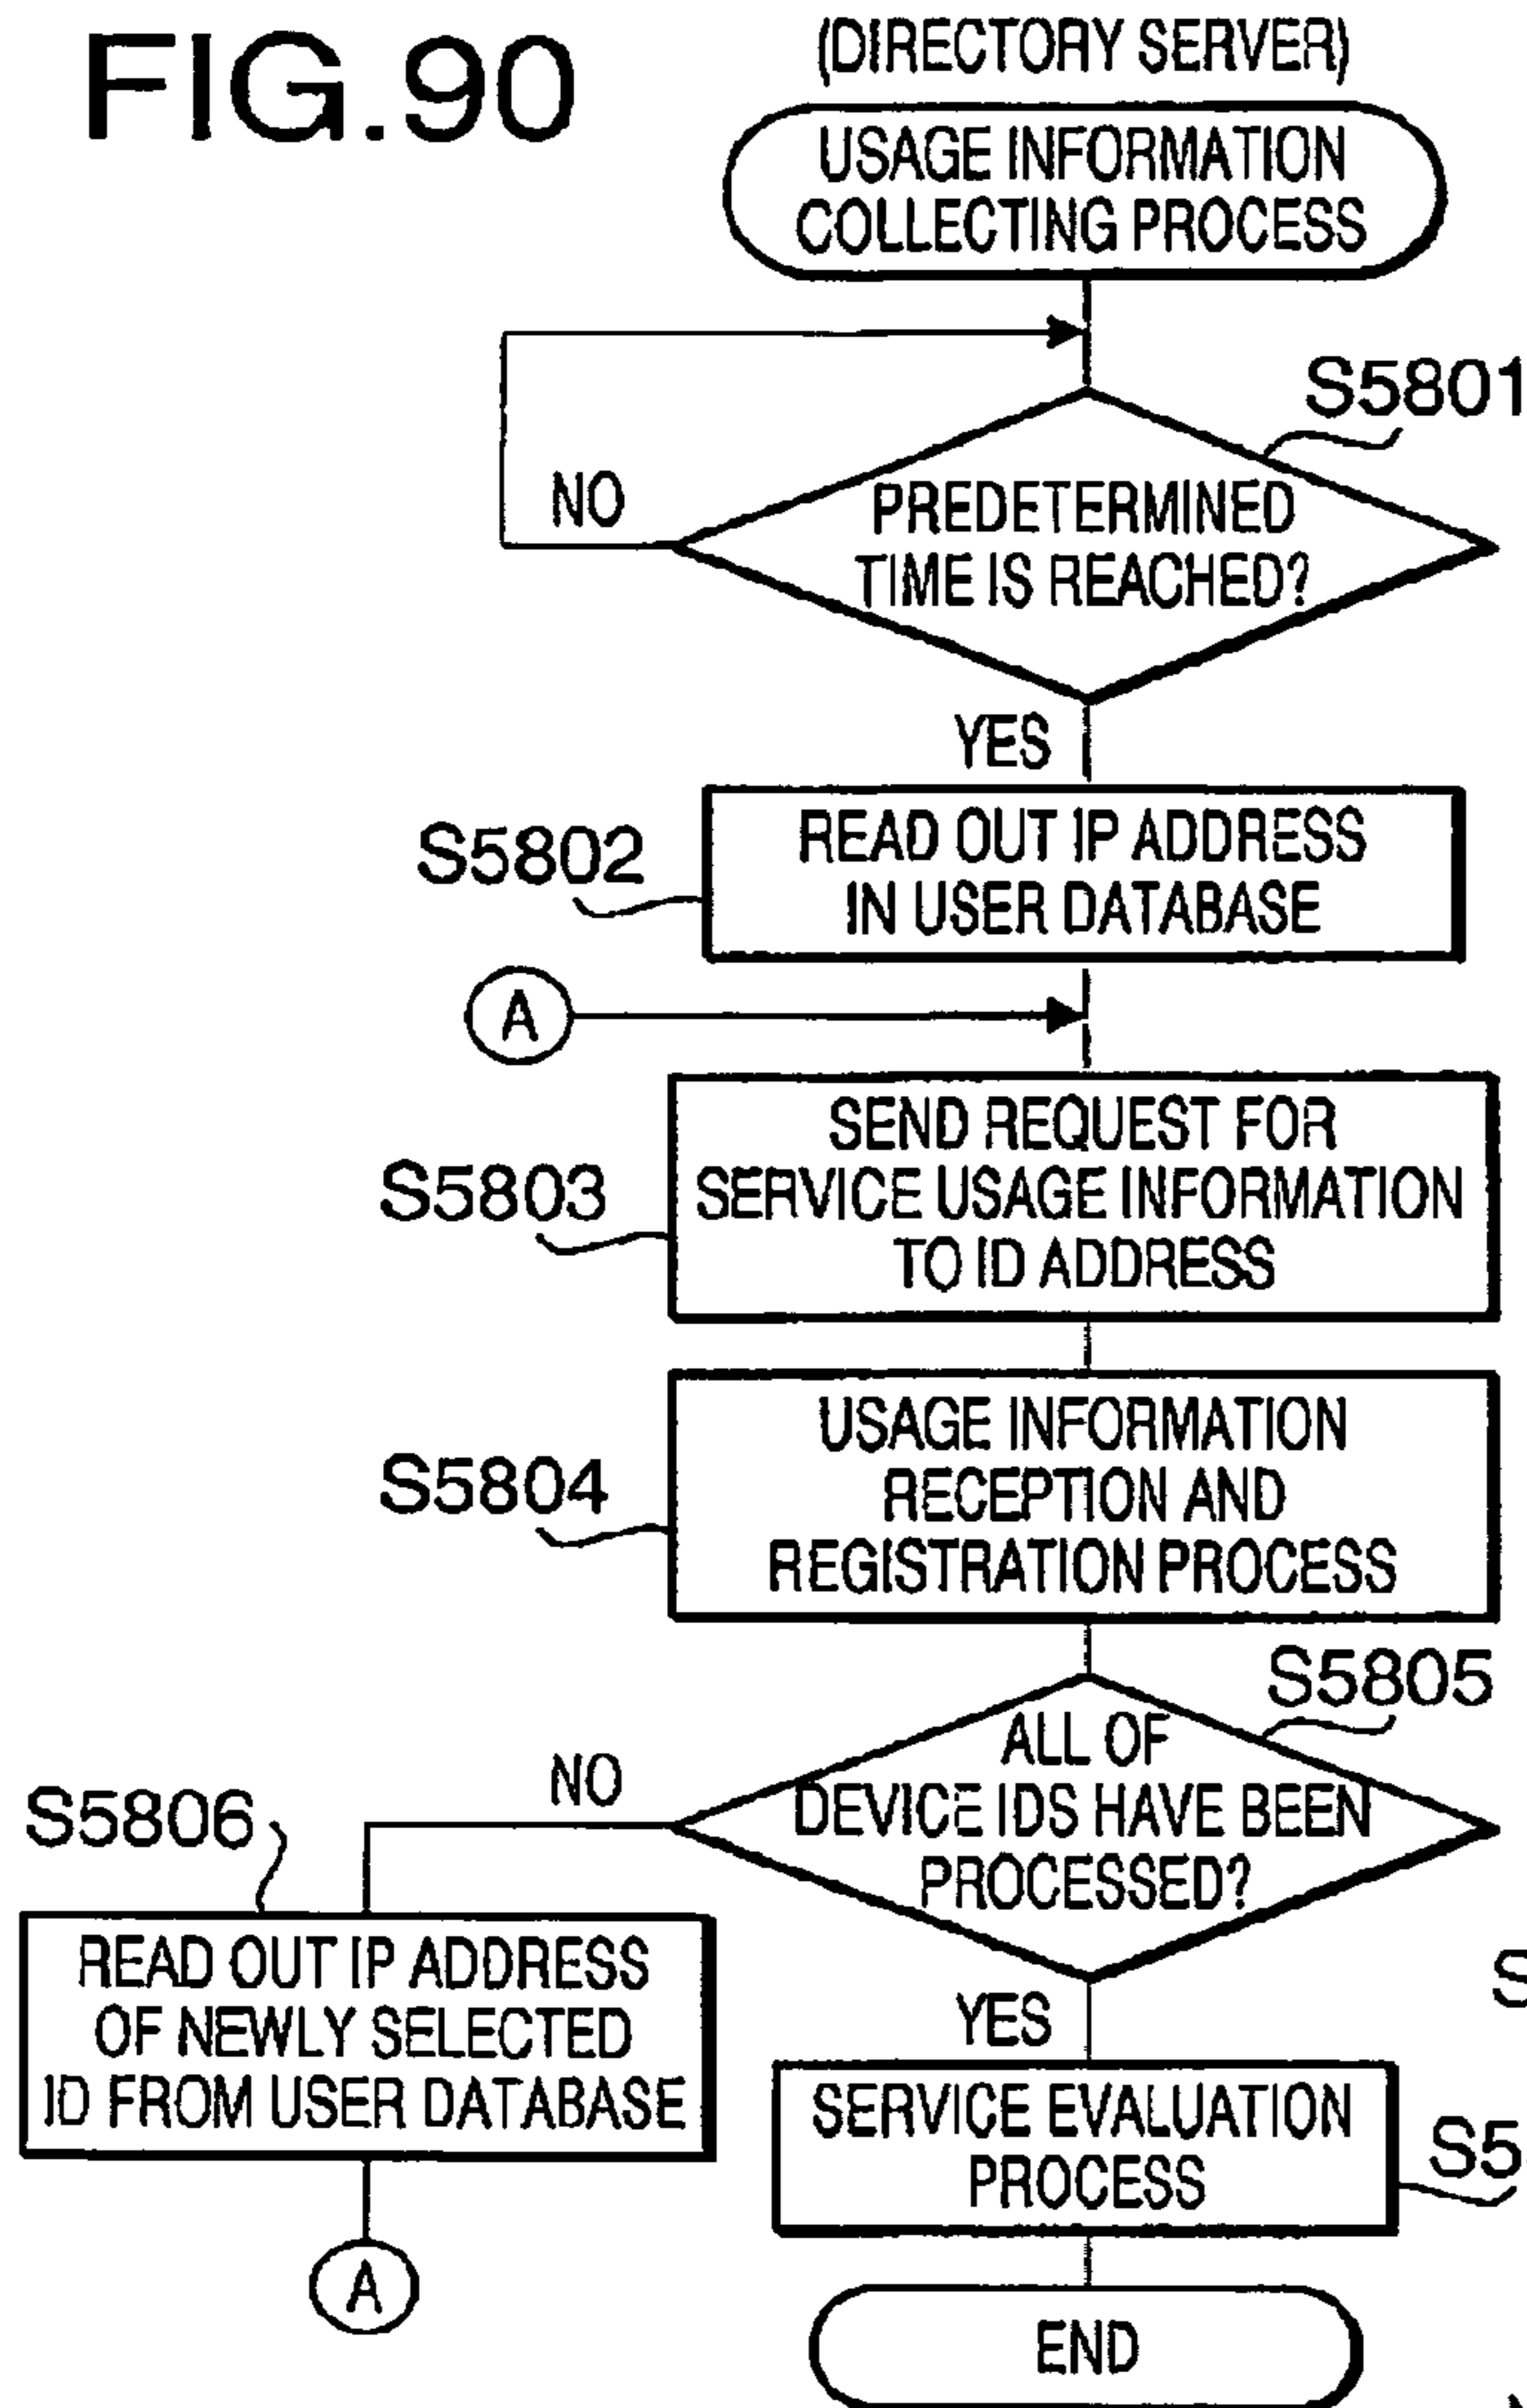 FIG.90
(DIRECTORY SERVER)
USAGE INFORMATION
COLLECTING PROCESS
S5801
NO
PREDETERMINED
TIME IS REACHED?
YES
S5802
READ OUT IP ADDRESS
IN USER DATABASE
A
S5803
SEND REQUEST FOR
SERVICE USAGE INFORMATION
TO ID ADDRESS
S5804
USAGE INFORMATION
RECEPTION AND
REGISTRATION PROCESS
S5805
NO
ALL OF
DEVICE IDS HAVE BEEN
PROCESSED?
S5806
READ OUT IP ADDRESS
OF NEWLY SELECTED
ID FROM USER DATABASE
YES
SERVICE EVALUATION
PROCESS
A
END